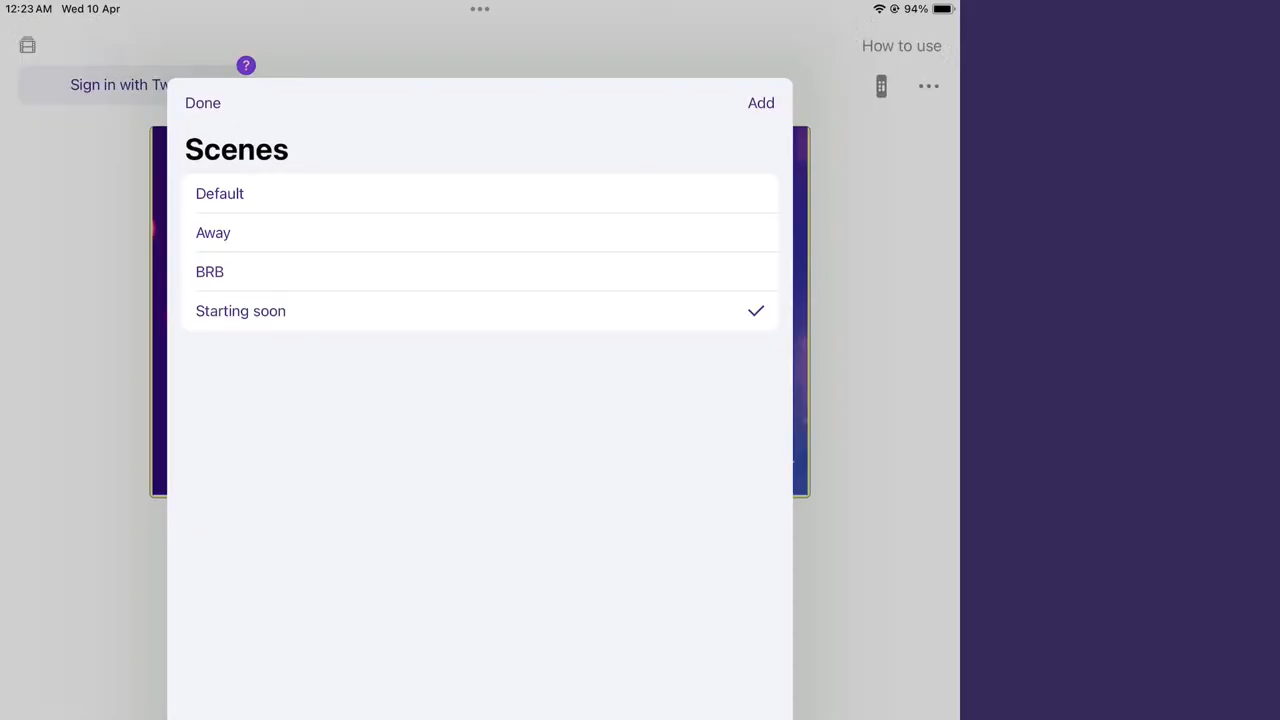 12:23 AM Wed 10 Apr
94%
How to use
?
Sign in with Tw
Done
Add
Scenes
Default
Away
BRB
Starting soon